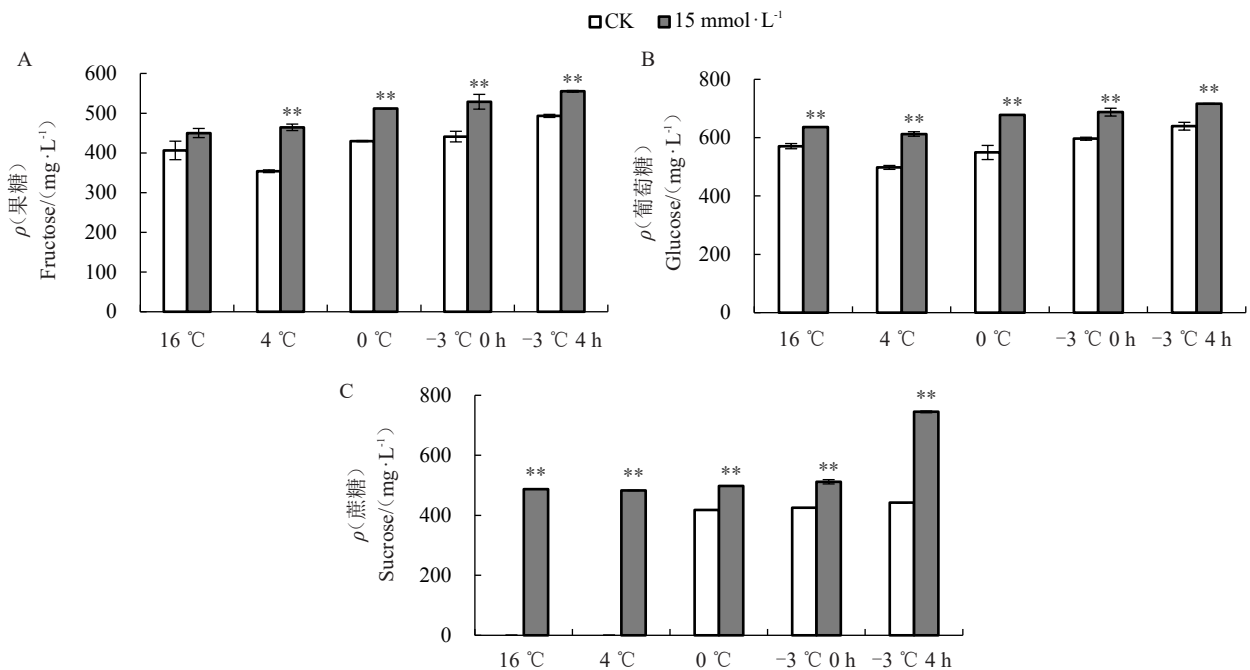 CK 15 mmol·L⁻¹
A
ρ(果糖)
Fructose/(mg·L⁻¹)
600
500
400
300
200
100
0
**
**
**
**
16 ℃ 4 ℃ 0 ℃ −3 ℃ 0 h −3 ℃ 4 h
B
ρ(葡萄糖)
Glucose/(mg·L⁻¹)
800
600
400
200
0
**
**
**
**
**
16 ℃ 4 ℃ 0 ℃ −3 ℃ 0 h −3 ℃ 4 h
C
ρ(蔗糖)
Sucrose/(mg·L⁻¹)
800
600
400
200
0
**
**
**
**
**
16 ℃ 4 ℃ 0 ℃ −3 ℃ 0 h −3 ℃ 4 h